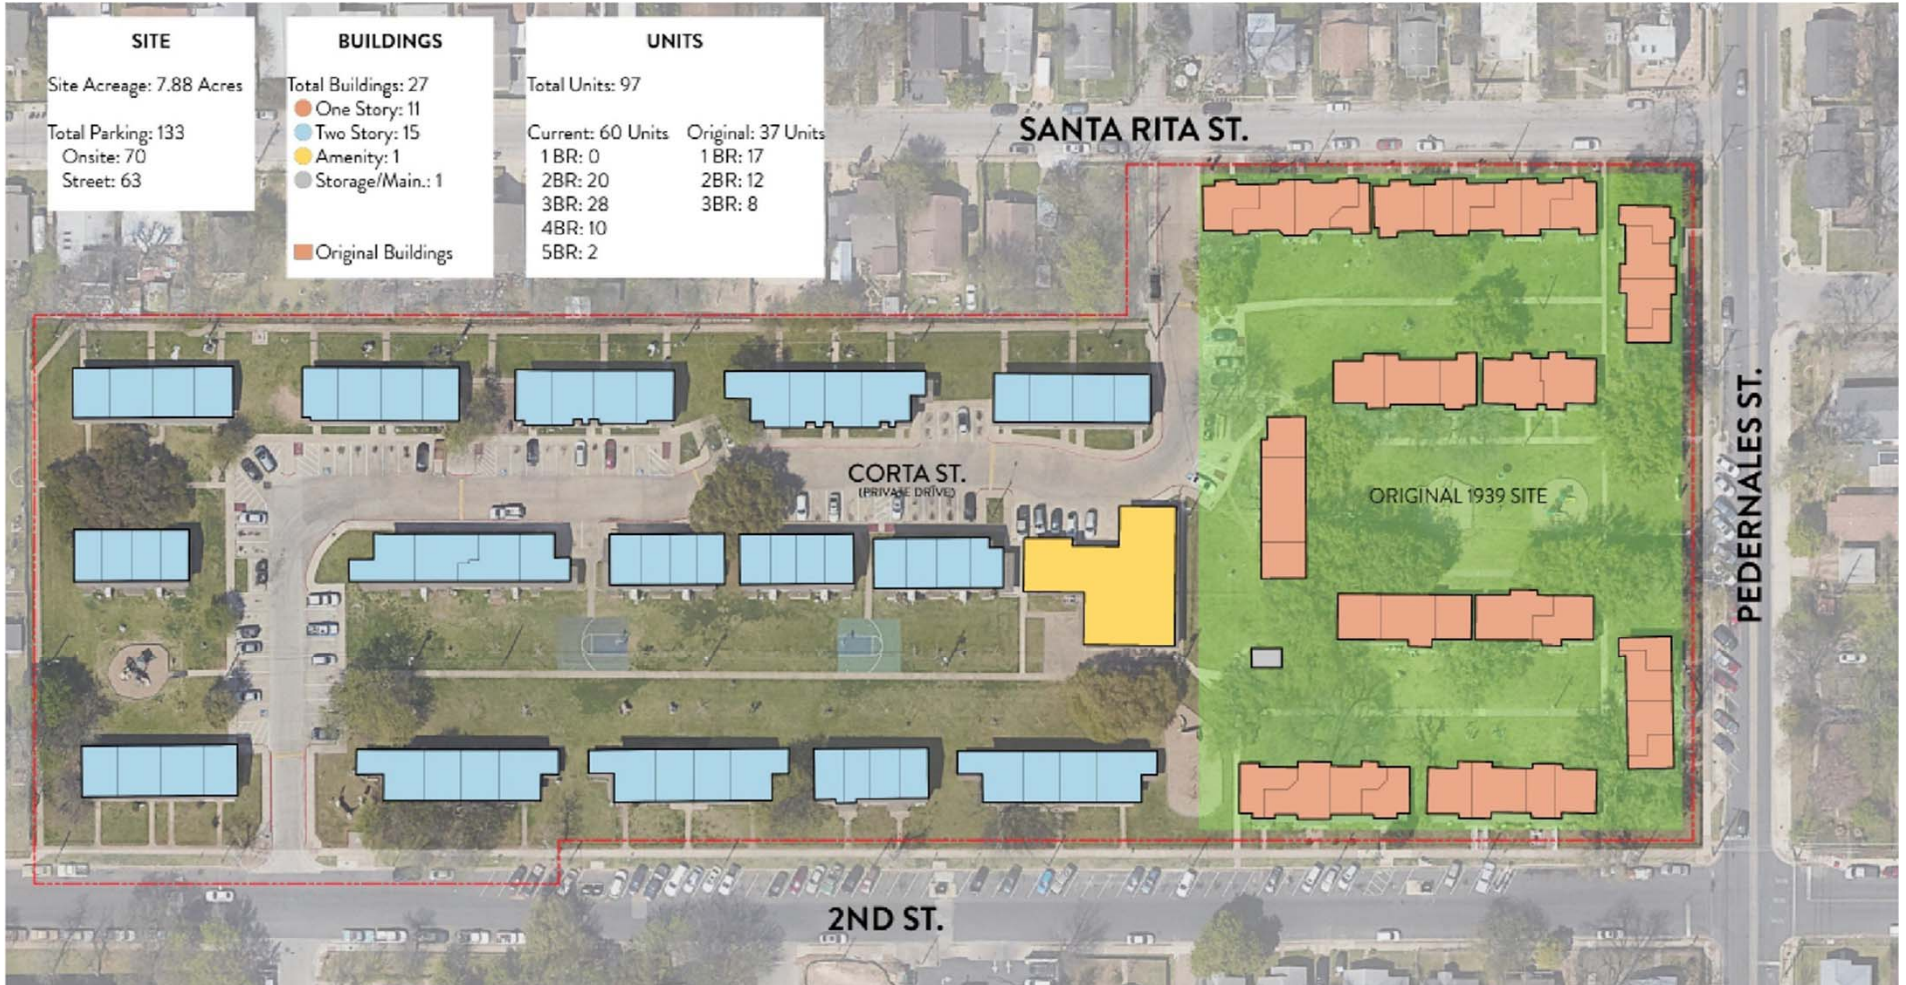 SITE
Site Acreage: 7.88 Acres
Total Parking: 133
Onsite: 70
Street: 63
BUILDINGS
Total Buildings: 27
One Story: 11
Two Story: 15
Amenity: 1
Storage/Main.: 1
Original Buildings
UNITS
Total Units: 97
Current: 60 Units
1 BR: 0
2BR: 20
3BR: 28
4BR: 10
5BR: 2
Original: 37 Units
1 BR: 17
2BR: 12
3BR: 8
SANTA RITA ST.
CORTA ST.
(PRIVATE DRIVE)
ORIGINAL 1939 SITE
PEDERNALES ST.
2ND ST.